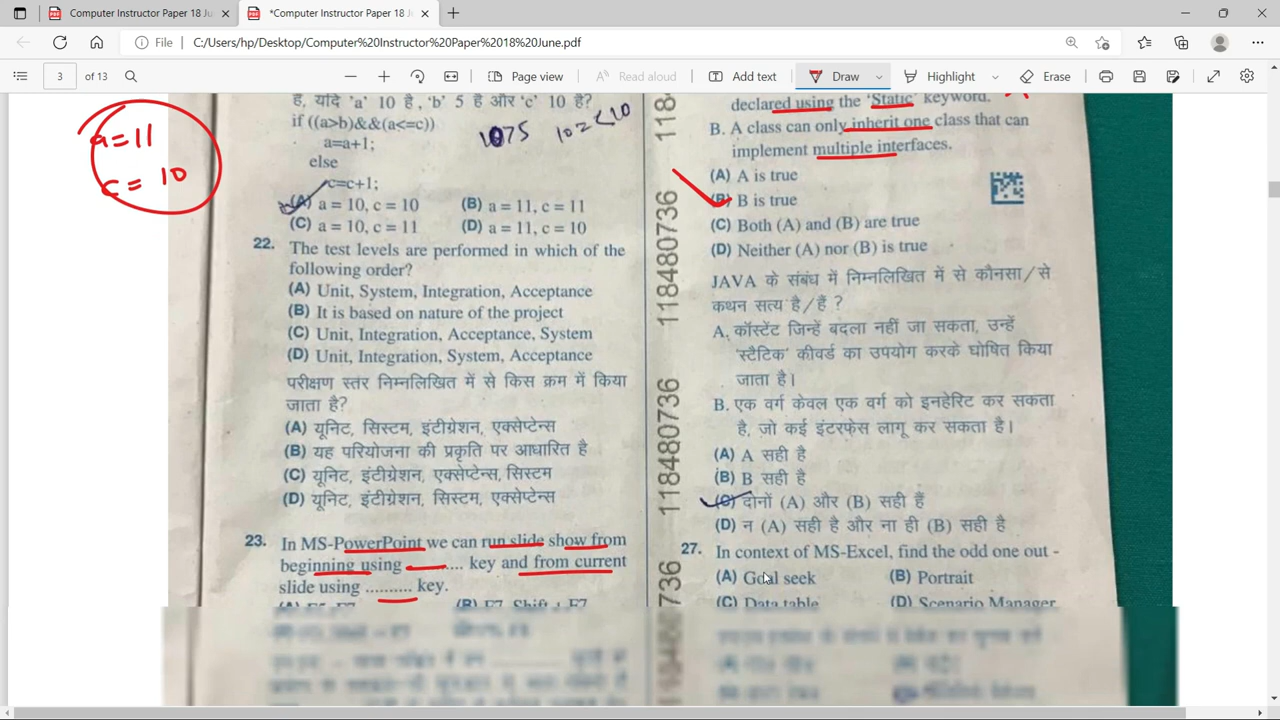 Computer Instructor Paper 18 Ju
*Computer Instructor Paper 18 J
File
C:/Users/hp/Desktop/Computer%20Instructor%20Paper%2018%20June.pdf
3 of 13
Page view
Read aloud
Add text
Draw
Highlight
Erase
a=11
c = 10
हैं, यदि 'a' 10 है , 'b' 5 है और 'c' 10 है?
if ((a>b)&&(a<=c))
a=a+1;
else
c=c+1;
(A) a = 10, c = 10 (B) a = 11, c = 11
(C) a = 10, c = 11 (D) a = 11, c = 10
22. The test levels are performed in which of the
following order?
(A) Unit, System, Integration, Acceptance
(B) It is based on nature of the project
(C) Unit, Integration, Acceptance, System
(D) Unit, Integration, System, Acceptance
परीक्षण स्तर निम्नलिखित में से किस क्रम में किया
जाता है?
(A) यूनिट, सिस्टम, इंटीग्रेशन, एक्सेप्टेन्स
(B) यह परियोजना की प्रकृति पर आधारित है
(C) यूनिट, इंटीग्रेशन, एक्सेप्टेन्स, सिस्टम
(D) यूनिट, इंटीग्रेशन, सिस्टम, एक्सेप्टेन्स
23. In MS-PowerPoint we can run slide show from
beginning using .... key and from current
slide using .......... key.
(B) F7, Shift + F7
118
118480736
118480736
736
declared using the 'Static' keyword.
B. A class can only inherit one class that can
implement multiple interfaces.
(A) A is true
(B) B is true
(C) Both (A) and (B) are true
(D) Neither (A) nor (B) is true
JAVA के संबंध में निम्नलिखित में से कौनसा/से
कथन सत्य है/हैं ?
A. कॉस्टेंट जिन्हें बदला नहीं जा सकता, उन्हें
'स्टैटिक' कीवर्ड का उपयोग करके घोषित किया
जाता है।
B. एक वर्ग केवल एक वर्ग को इनहेरिट कर सकता
है, जो कई इंटरफेस लागू कर सकता है।
(A) A सही है
(B) B सही है
(C) दोनों (A) और (B) सही हैं
(D) न (A) सही है और ना ही (B) सही है
27. In context of MS-Excel, find the odd one out -
(A) Goal seek (B) Portrait
(C) Data table (D) Scenario Manager